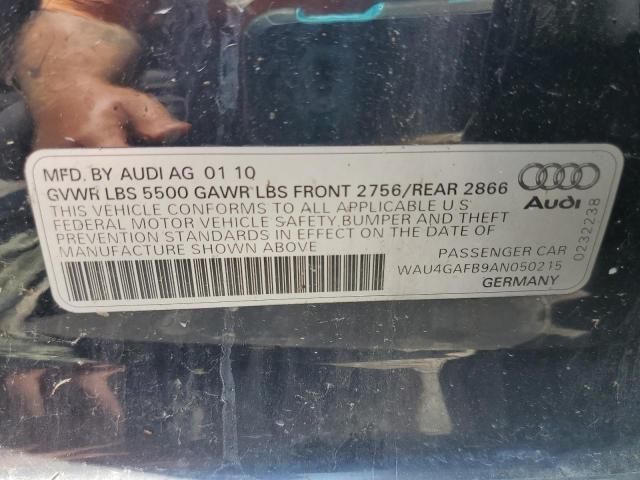 MFD. BY AUDI AG 01 10
GVWR LBS 5500 GAWR LBS FRONT 2756/REAR 2866
THIS VEHICLE CONFORMS TO ALL APPLICABLE U S
FEDERAL MOTOR VEHICLE SAFETY, BUMPER AND THEFT
PREVENTION STANDARDS IN EFFECT ON THE DATE OF
MANUFACTURE SHOWN ABOVE
Audi
0232238
PASSENGER CAR
WAU4GAFB9AN050215
GERMANY